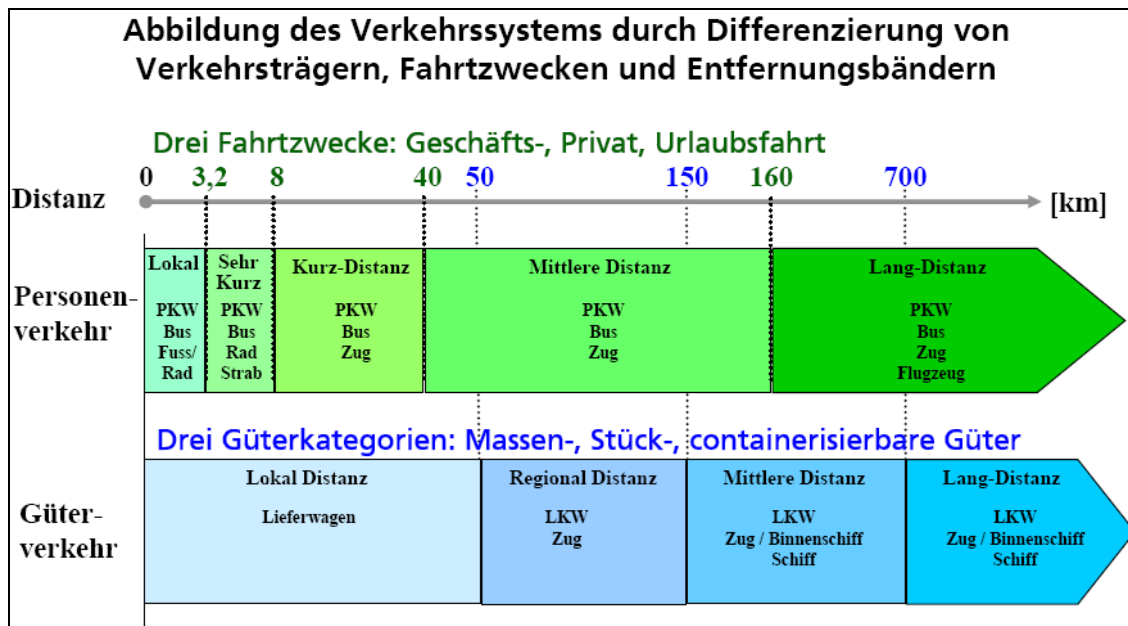 Abbildung des Verkehrssystems durch Differenzierung von
Verkehrsträgern, Fahrtzwecken und Entfernungsbändern
Drei Fahrtzwecke: Geschäfts-, Privat, Urlaubsfahrt
0 3,2 8 40 50 150 160 700
Distanz
[km]
Personen-
verkehr
Lokal
PKW
Bus
Fuss/
Rad
Sehr
Kurz
PKW
Bus
Rad
Strab
Kurz-Distanz
PKW
Bus
Zug
Mittlere Distanz
PKW
Bus
Zug
Lang-Distanz
PKW
Bus
Zug
Flugzeug
Drei Güterkategorien: Massen-, Stück-, containerisierbare Güter
Güter-
verkehr
Lokal Distanz
Lieferwagen
Regional Distanz
LKW
Zug
Mittlere Distanz
LKW
Zug / Binnenschiff
Schiff
Lang-Distanz
LKW
Zug / Binnenschiff
Schiff